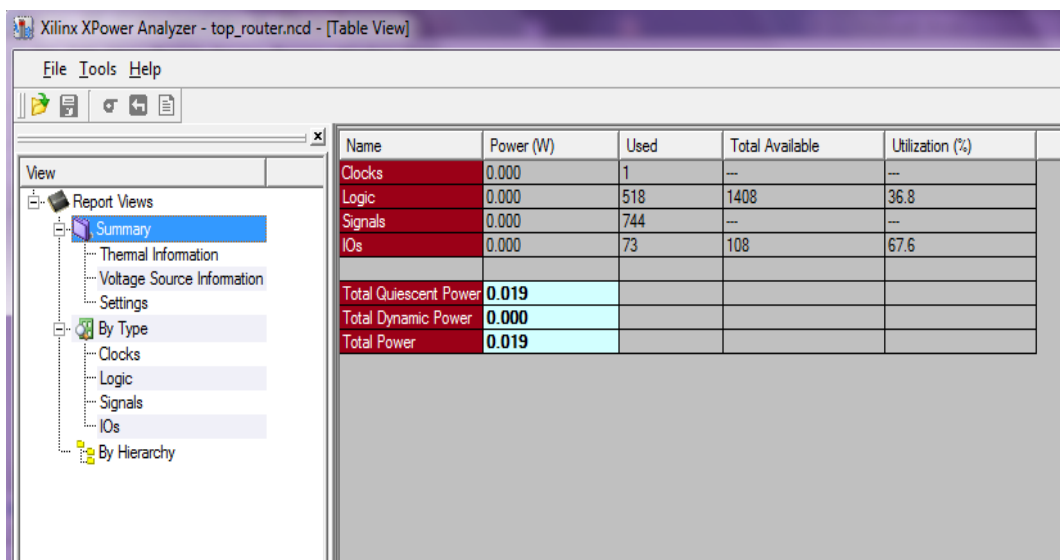 Xilinx XPower Analyzer - top_router.ncd - [Table View]
File Tools Help
View
Report Views
Summary
Thermal Information
Voltage Source Information
Settings
By Type
Clocks
Logic
Signals
IOs
By Hierarchy
Name Power (W) Used Total Available Utilization (%)
Clocks 0.000 1 --- ---
Logic 0.000 518 1408 36.8
Signals 0.000 744 --- ---
IOs 0.000 73 108 67.6
Total Quiescent Power 0.019
Total Dynamic Power 0.000
Total Power 0.019